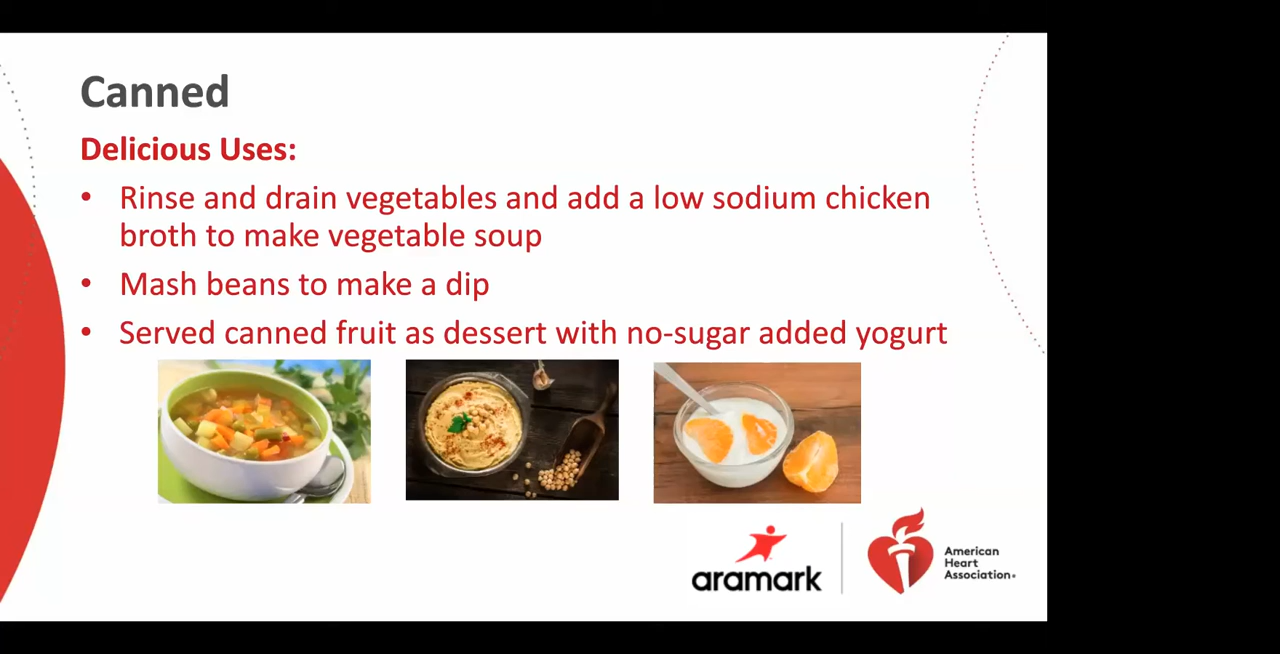 Canned
Delicious Uses:
• Rinse and drain vegetables and add a low sodium chicken
broth to make vegetable soup
• Mash beans to make a dip
• Served canned fruit as dessert with no-sugar added yogurt
aramark
American
Heart
Association®